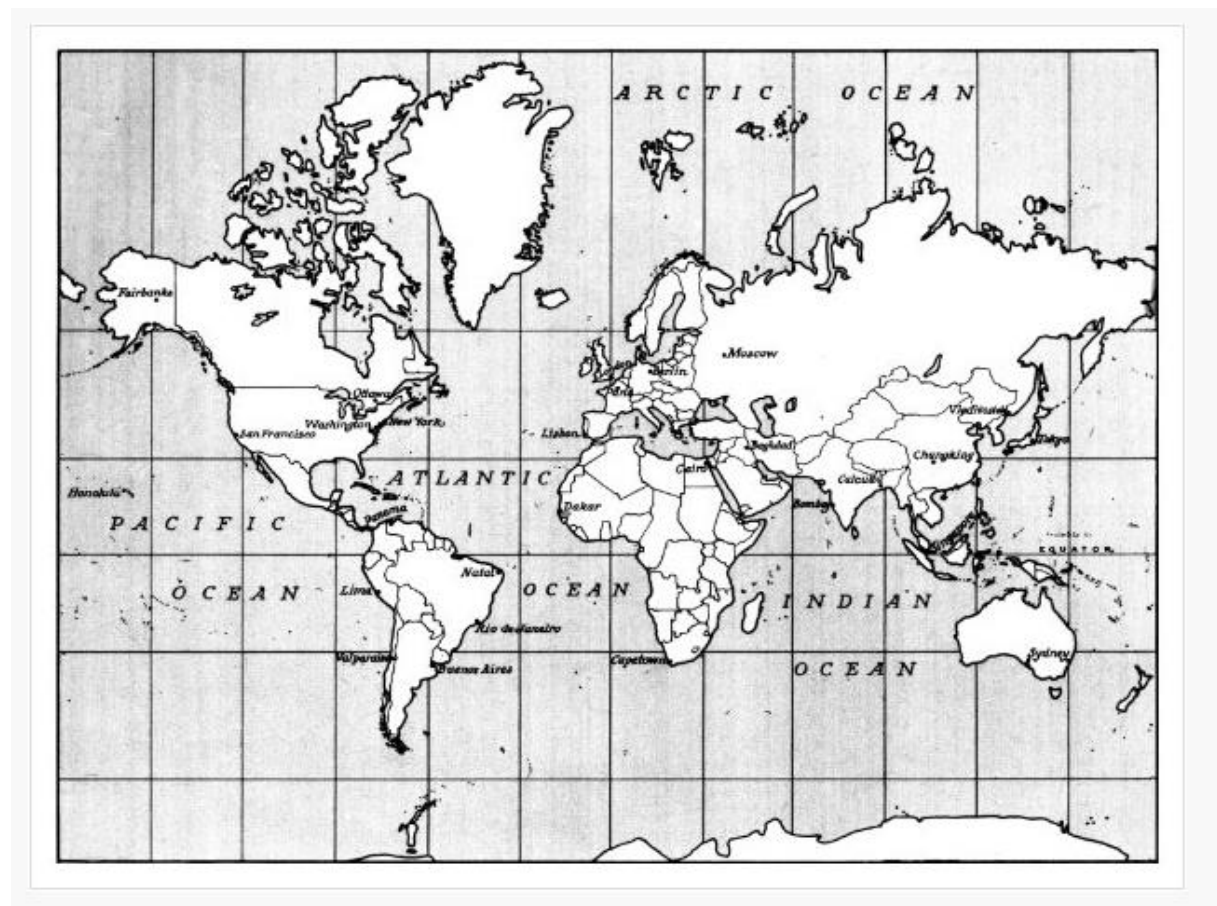 ARCTIC OCEAN
Fairbanks
Moscow
Berlin
Ottawa
Washington
New York
San Francisco
Lisbon
Vladivostok
Tokyo
Baghdad
Chungking
Cairo
Calcutta
ATLANTIC
Honolulu
Dakar
Bombay
Panama
PACIFIC
Singapore
EQUATOR
Natal
OCEAN
Lima
OCEAN
INDIAN
Rio de Janeiro
Valparaiso
Capetown
Sydney
Buenos Aires
OCEAN